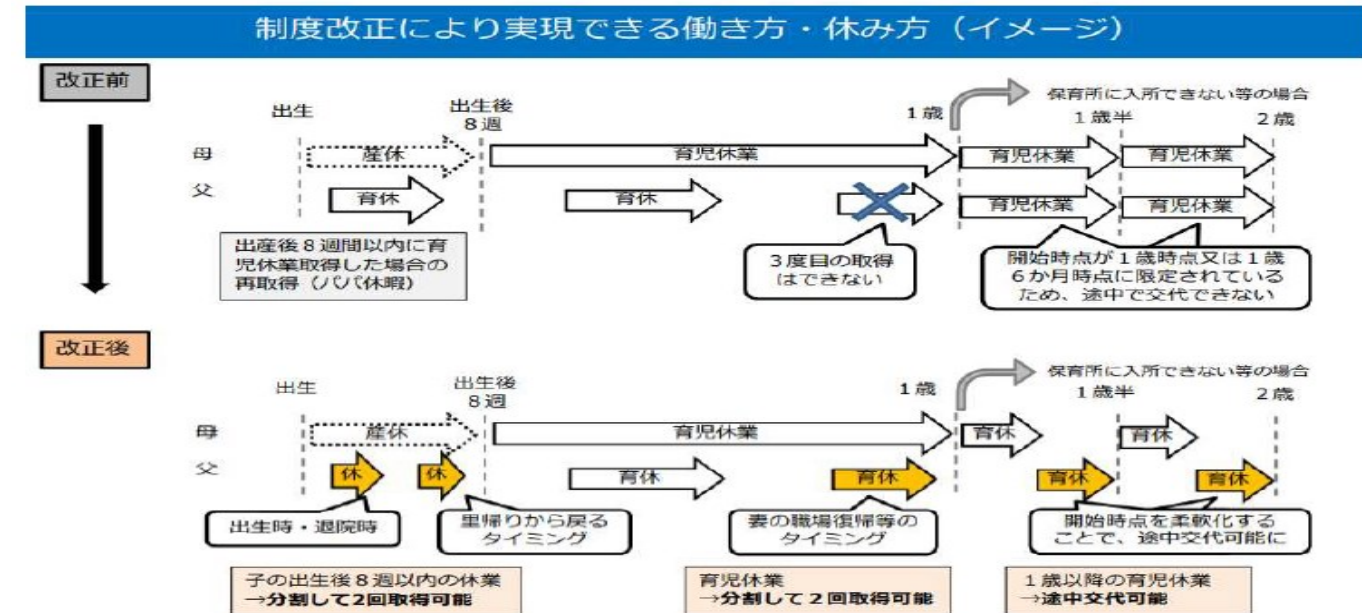 制度改正により実現できる働き方・休み方（イメージ）
改正前
出生
出生後
8週
1歳
保育所に入所できない等の場合
1歳半
2歳
母
産休
育児休業
育児休業
育児休業
父
育休
育休
育児休業
育児休業
出産後8週間以内に育
児休業取得した場合の
再取得（パパ休暇）
3度目の取得
はできない
開始時点が1歳時点又は1歳
6か月時点に限定されている
ため、途中で交代できない
改正後
出生
出生後
8週
1歳
保育所に入所できない等の場合
1歳半
2歳
母
産休
育児休業
育休
育休
父
休
休
育休
育休
育休
育休
出生時・退院時
里帰りから戻る
タイミング
妻の職場復帰等の
タイミング
開始時点を柔軟化する
ことで、途中交代可能に
子の出生後8週以内の休業
→分割して2回取得可能
育児休業
→分割して2回取得可能
1歳以降の育児休業
→途中交代可能